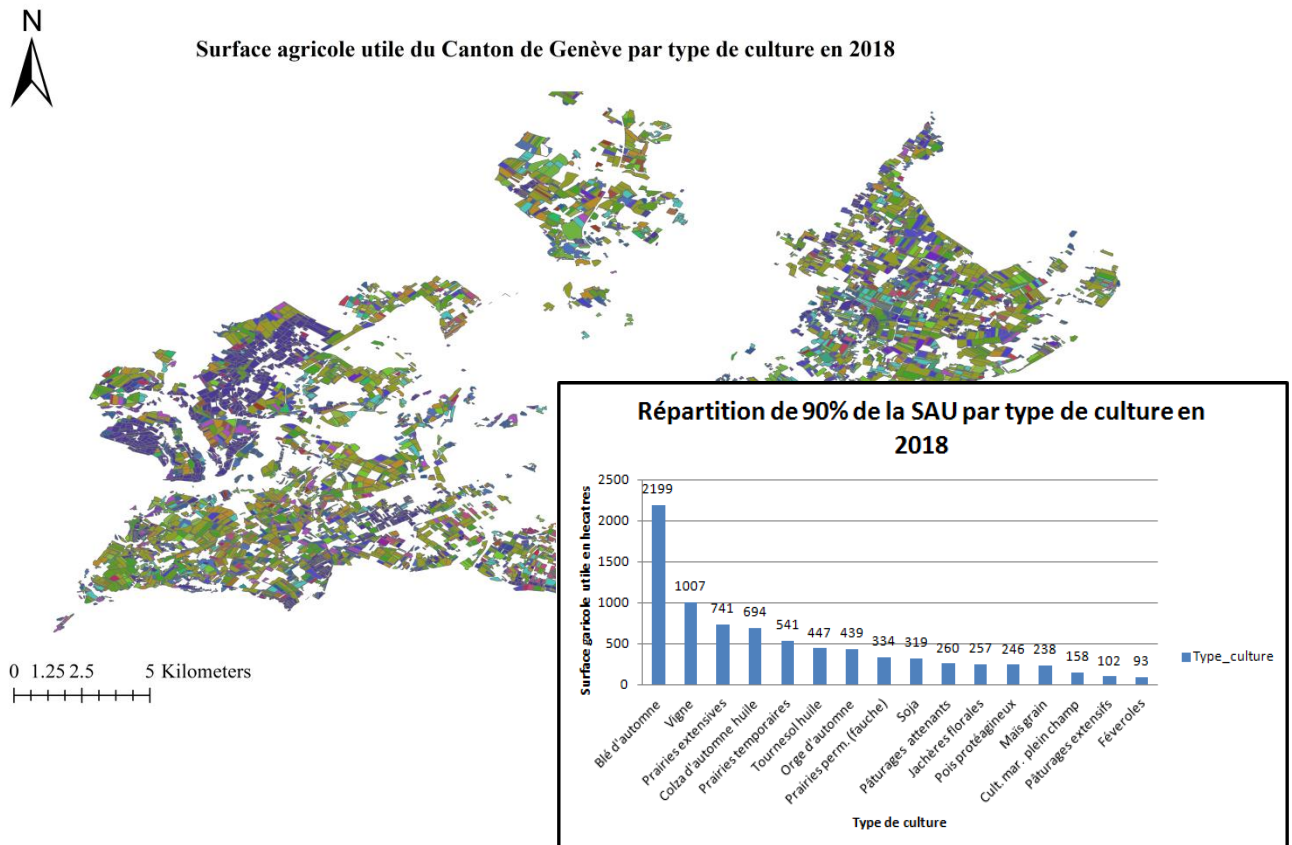 N
Surface agricole utile du Canton de Genève par type de culture en 2018
0 1.25 2.5 5 Kilometers
Répartition de 90% de la SAU par type de culture en
2018
Surface garicole utile en hecatres
2500
2000
1500
1000
500
0
2199
1007
741
694
541
447
439
334
319
260
257
246
238
158
102
93
Blé d'automne
Vigne
Prairies extensives
Colza d'automne huile
Prairies temporaires
Tournesol huile
Orge d'automne
Prairies perm. (fauche)
Soja
Pâturages attenants
Jachères florales
Pois protéagineux
Maïs grain
Cult. mar. plein champ
Pâturages extensifs
Féveroles
Type de culture
Type_culture